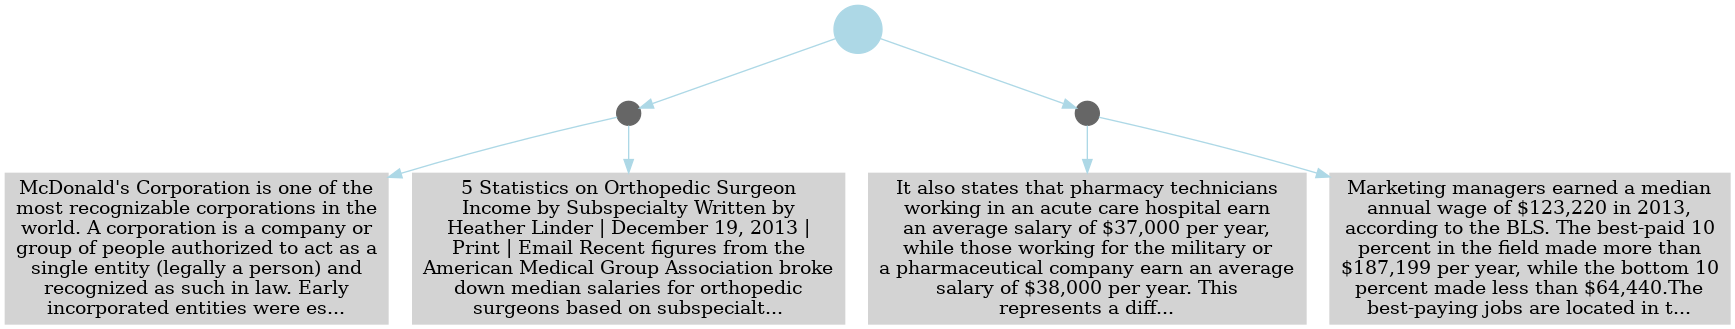 McDonald's Corporation is one of the
most recognizable corporations in the
world. A corporation is a company or
group of people authorized to act as a
single entity (legally a person) and
recognized as such in law. Early
incorporated entities were es...
5 Statistics on Orthopedic Surgeon
Income by Subspecialty Written by
Heather Linder | December 19, 2013 |
Print | Email Recent figures from the
American Medical Group Association broke
down median salaries for orthopedic
surgeons based on subspecialt...
It also states that pharmacy technicians
working in an acute care hospital earn
an average salary of $37,000 per year,
while those working for the military or
a pharmaceutical company earn an average
salary of $38,000 per year. This
represents a diff...
Marketing managers earned a median
annual wage of $123,220 in 2013,
according to the BLS. The best-paid 10
percent in the field made more than
$187,199 per year, while the bottom 10
percent made less than $64,440.The
best-paying jobs are located in t...